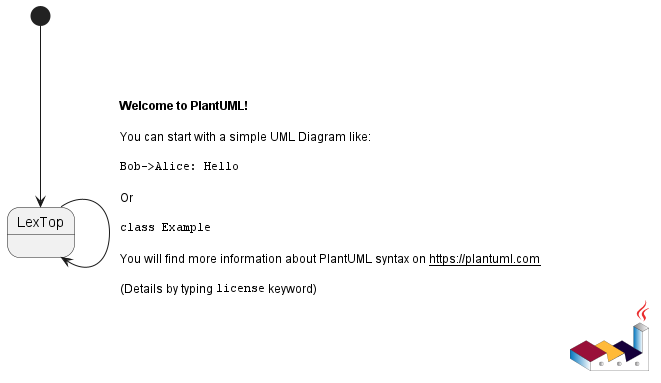 Welcome to PlantUML!
You can start with a simple UML Diagram like:
Bob->Alice: Hello
Or
class Example
You will find more information about PlantUML syntax on https://plantuml.com
(Details by typing license keyword)
LexTop